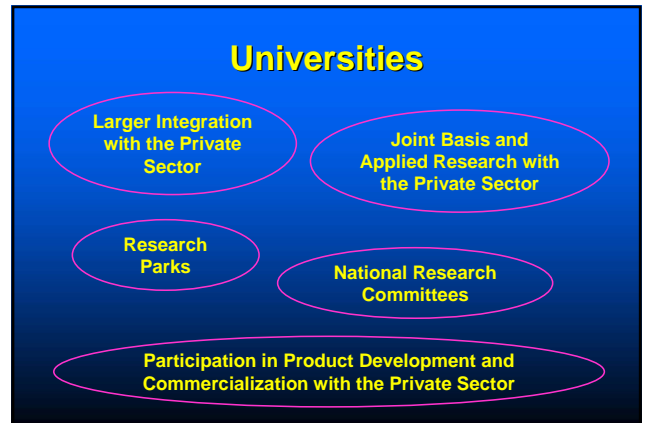 Universities
Larger Integration
with the Private
Sector
Joint Basis and
Applied Research with
the Private Sector
Research
Parks
National Research
Committees
Participation in Product Development and
Commercialization with the Private Sector